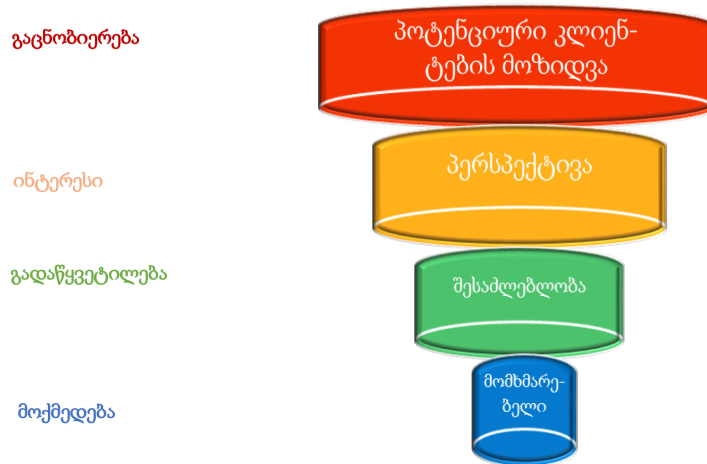 გაცნობიერება
პოტენციური კლიენ-
ტების მოზიდვა
ინტერესი
პერსპექტივა
გადაწყვეტილება
შესაძლებლობა
მოქმედება
მომხმარე-
ბელი